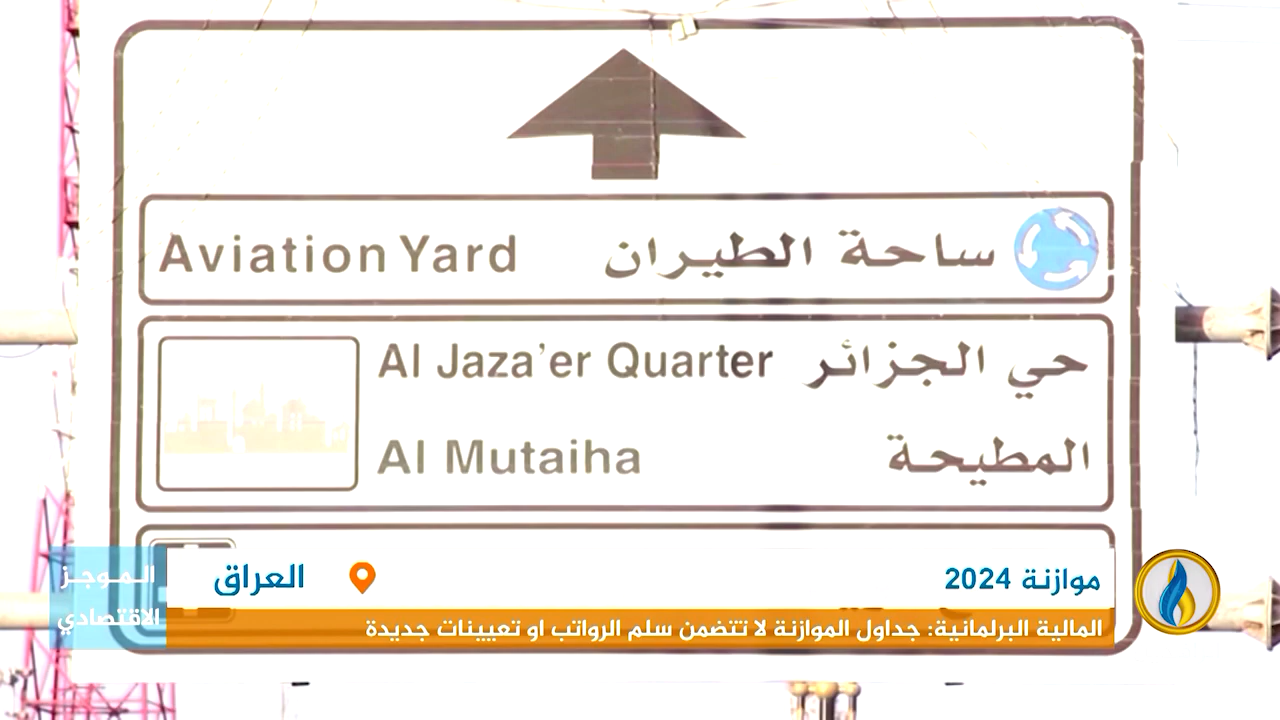 Aviation Yard ساحة الطيران
Al Jaza'er Quarter حي الجزائر
Al Mutaiha المطيحة
موازنة 2024
العراق
الموجز
الاقتصادي
المالية البرلمانية: جداول الموازنة لا تتضمن سلم الرواتب او تعيينات جديدة